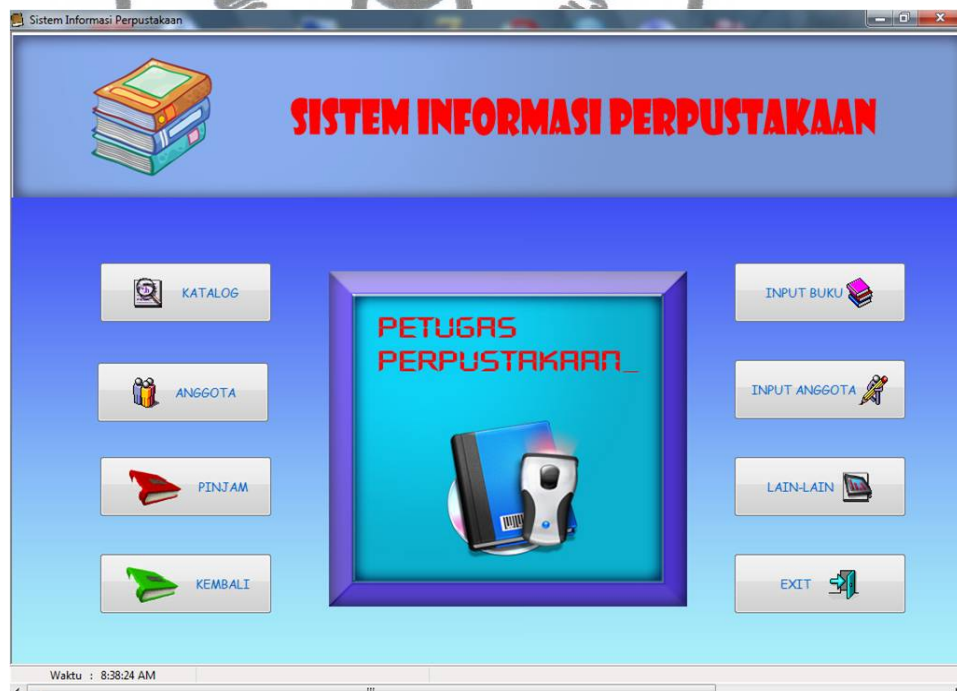 Sistem Informasi Perpustakaan
SISTEM INFORMASI PERPUSTAKAAN
KATALOG
ANGGOTA
PINJAM
KEMBALI
PETUGAS
PERPUSTAKAAN_
INPUT BUKU
INPUT ANGGOTA
LAIN-LAIN
EXIT
Waktu : 8:38:24 AM